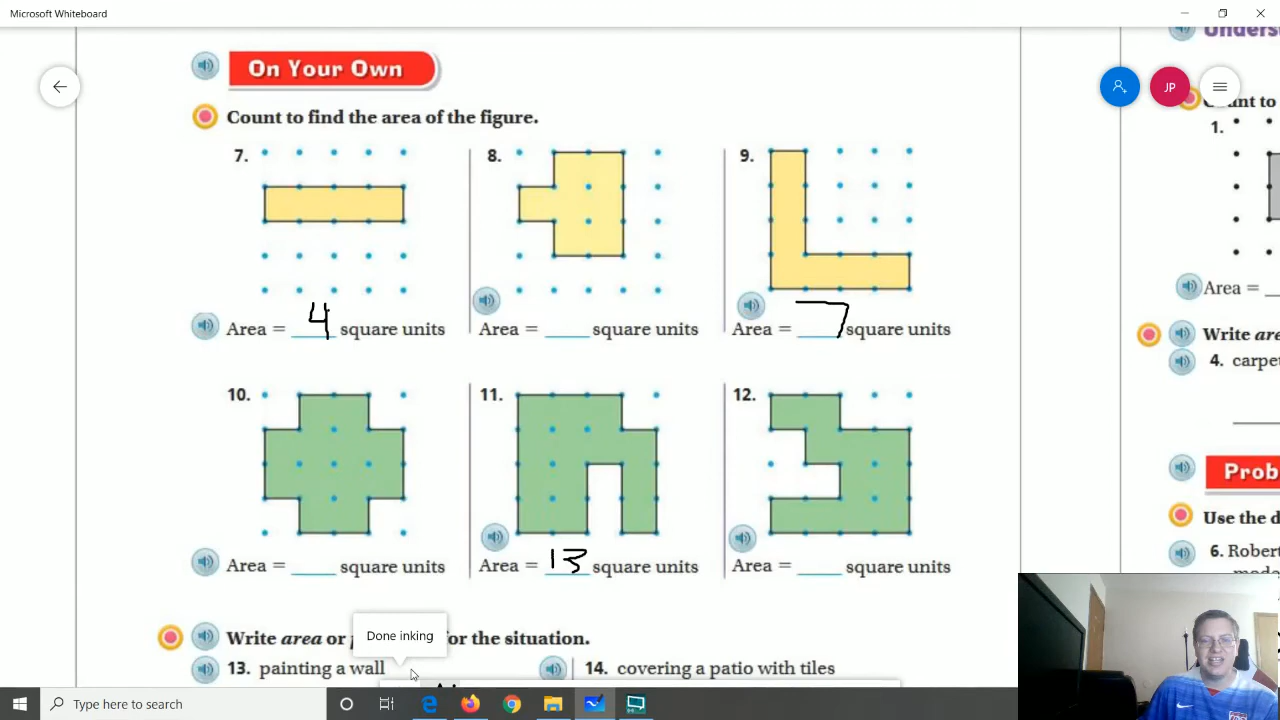 Microsoft Whiteboard
On Your Own
Count to find the area of the figure.
7.
8.
9.
Area = 4 square units
Area = ____ square units
Area = 7 square units
10.
11.
12.
Area = ____ square units
Area = 13 square units
Area = ____ square units
Write area or
for the situation.
Done inking
13. painting a wall
14. covering a patio with tiles
JP
to
1.
Area = _
Write are
4. carpe
Prob
Use the d
6. Rober
Type here to search